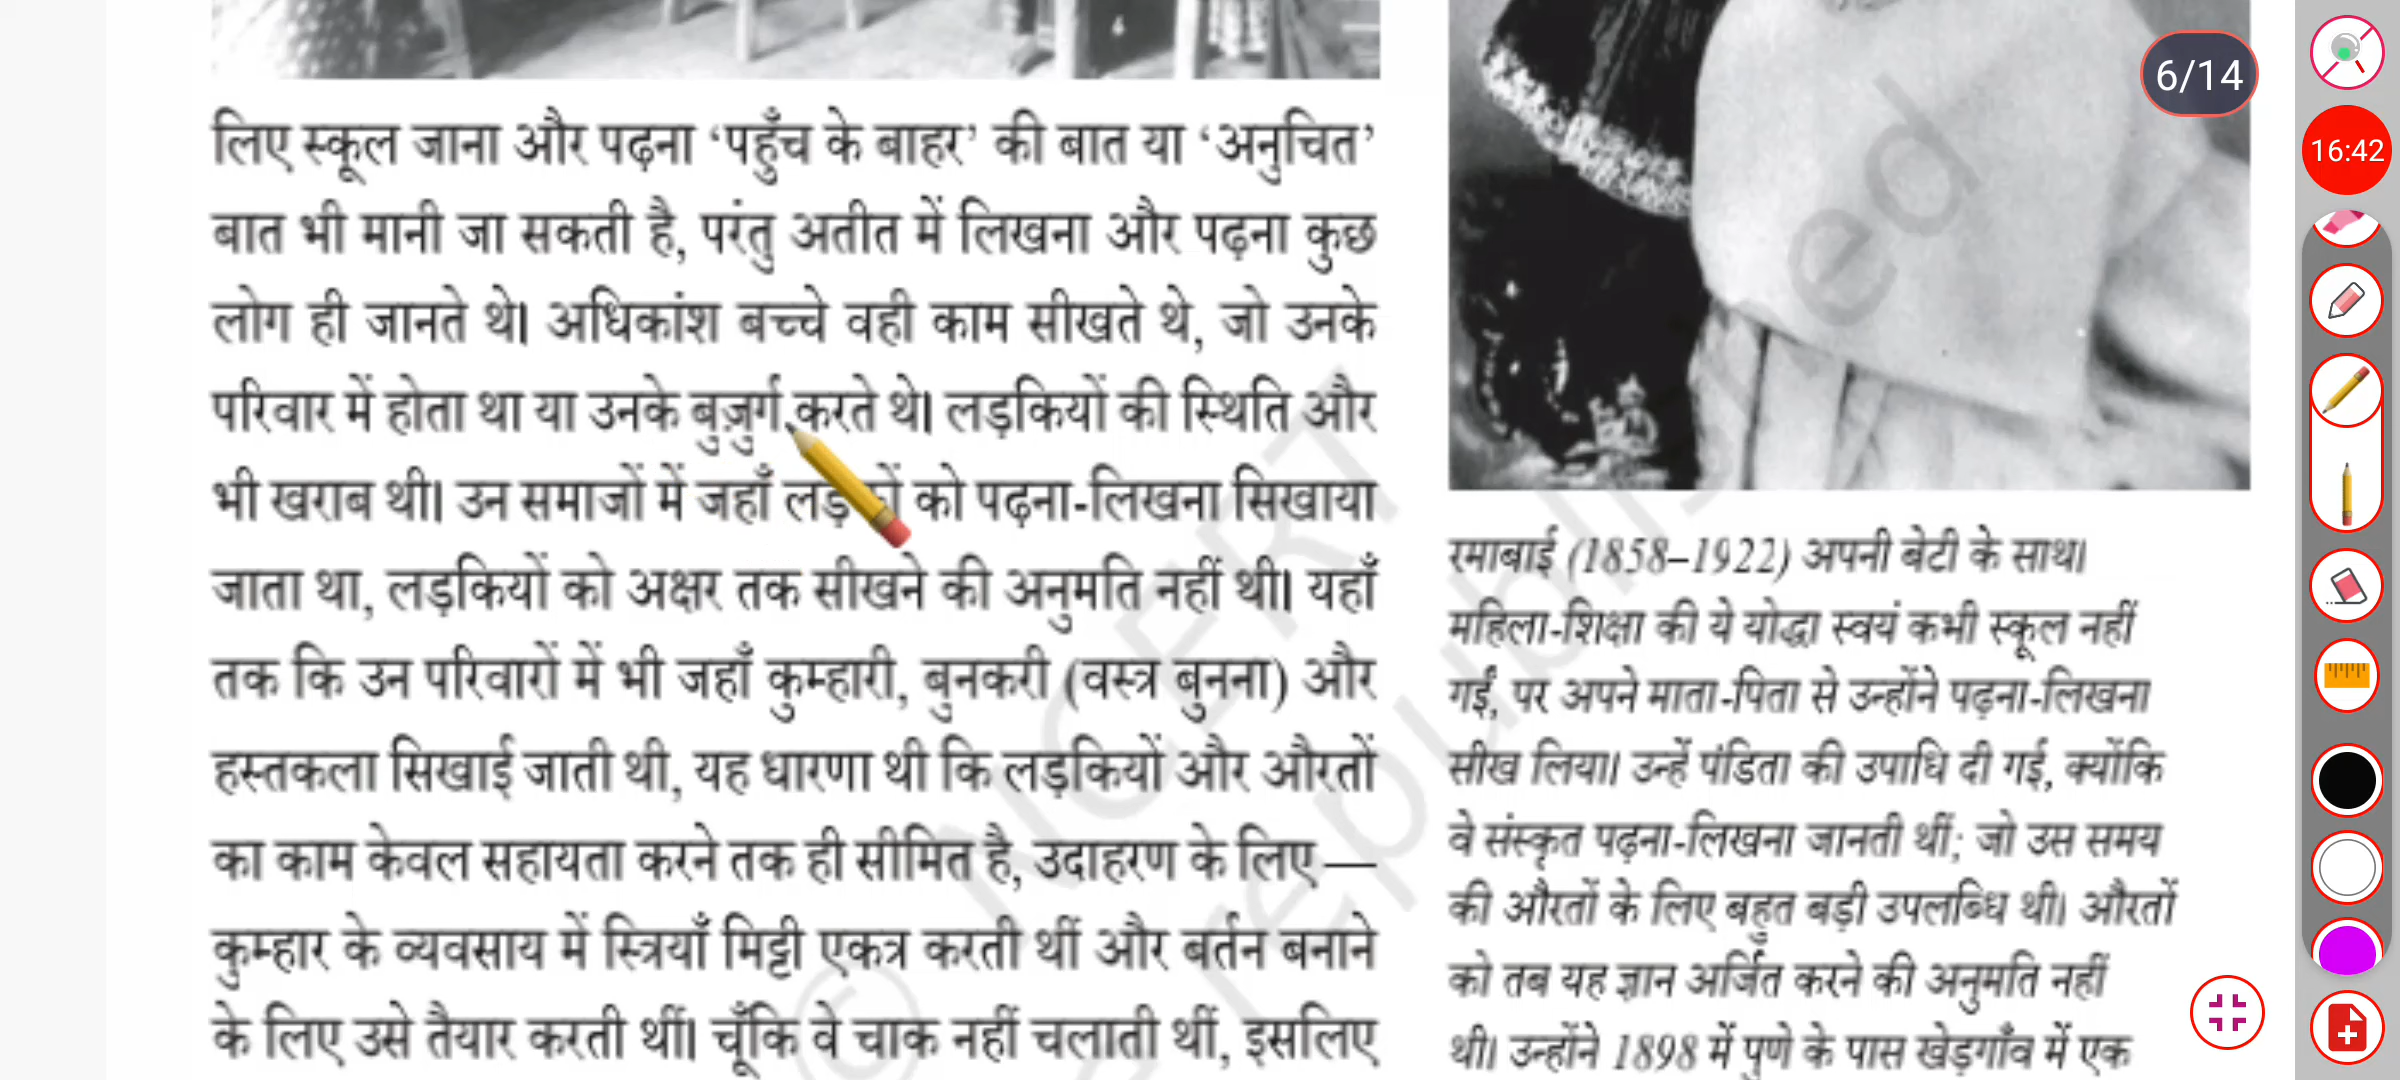 लिए स्कूल जाना और पढ़ना ‘पहुँच के बाहर’ की बात या ‘अनुचित’
बात भी मानी जा सकती है, परंतु अतीत में लिखना और पढ़ना कुछ
लोग ही जानते थे। अधिकांश बच्चे वही काम सीखते थे, जो उनके
परिवार में होता था या उनके बुज़ुर्ग करते थे। लड़कियों की स्थिति और
भी खराब थी। उन समाजों में जहाँ को पढ़ना-लिखना सिखाया
जाता था, लड़कियों को अक्षर तक सीखने की अनुमति नहीं थी। यहाँ
तक कि उन परिवारों में भी जहाँ कुम्हारी, बुनकरी (वस्त्र बुनना) और
हस्तकला सिखाई जाती थी, यह धारणा थी कि लड़कियों और औरतों
का काम केवल सहायता करने तक ही सीमित है, उदाहरण के लिए—
कुम्हार के व्यवसाय में स्त्रियाँ मिट्टी एकत्र करती थीं और बर्तन बनाने
के लिए उसे तैयार करती थीं। चूँकि वे चाक नहीं चलाती थीं, इसलिए
रमाबाई (1858–1922) अपनी बेटी के साथ।
महिला-शिक्षा की ये योद्धा स्वयं कभी स्कूल नहीं
गईं, पर अपने माता-पिता से उन्होंने पढ़ना-लिखना
सीख लिया। उन्हें पंडिता की उपाधि दी गई, क्योंकि
वे संस्कृत पढ़ना-लिखना जानती थीं; जो उस समय
की औरतों के लिए बहुत बड़ी उपलब्धि थी। औरतों
को तब यह ज्ञान अर्जित करने की अनुमति नहीं
थी। उन्होंने 1898 में पुणे के पास खेड़गाँव में एक
6/14
16:42
© NCERT
republis
ed